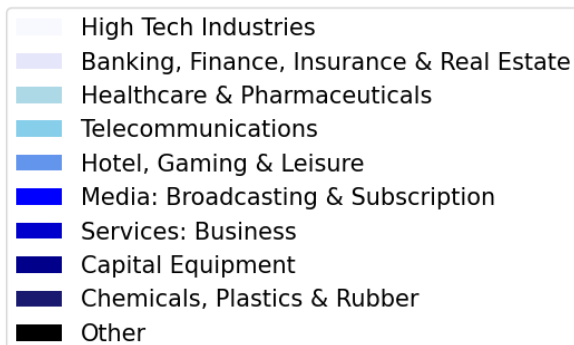 High Tech Industries
Banking, Finance, Insurance & Real Estate
Healthcare & Pharmaceuticals
Telecommunications
Hotel, Gaming & Leisure
Media: Broadcasting & Subscription
Services: Business
Capital Equipment
Chemicals, Plastics & Rubber
Other